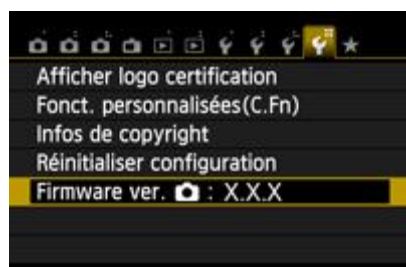 Afficher logo certification
Fonct. personnalisées(C.Fn)
Infos de copyright
Réinitialiser configuration
Firmware ver. : X.X.X